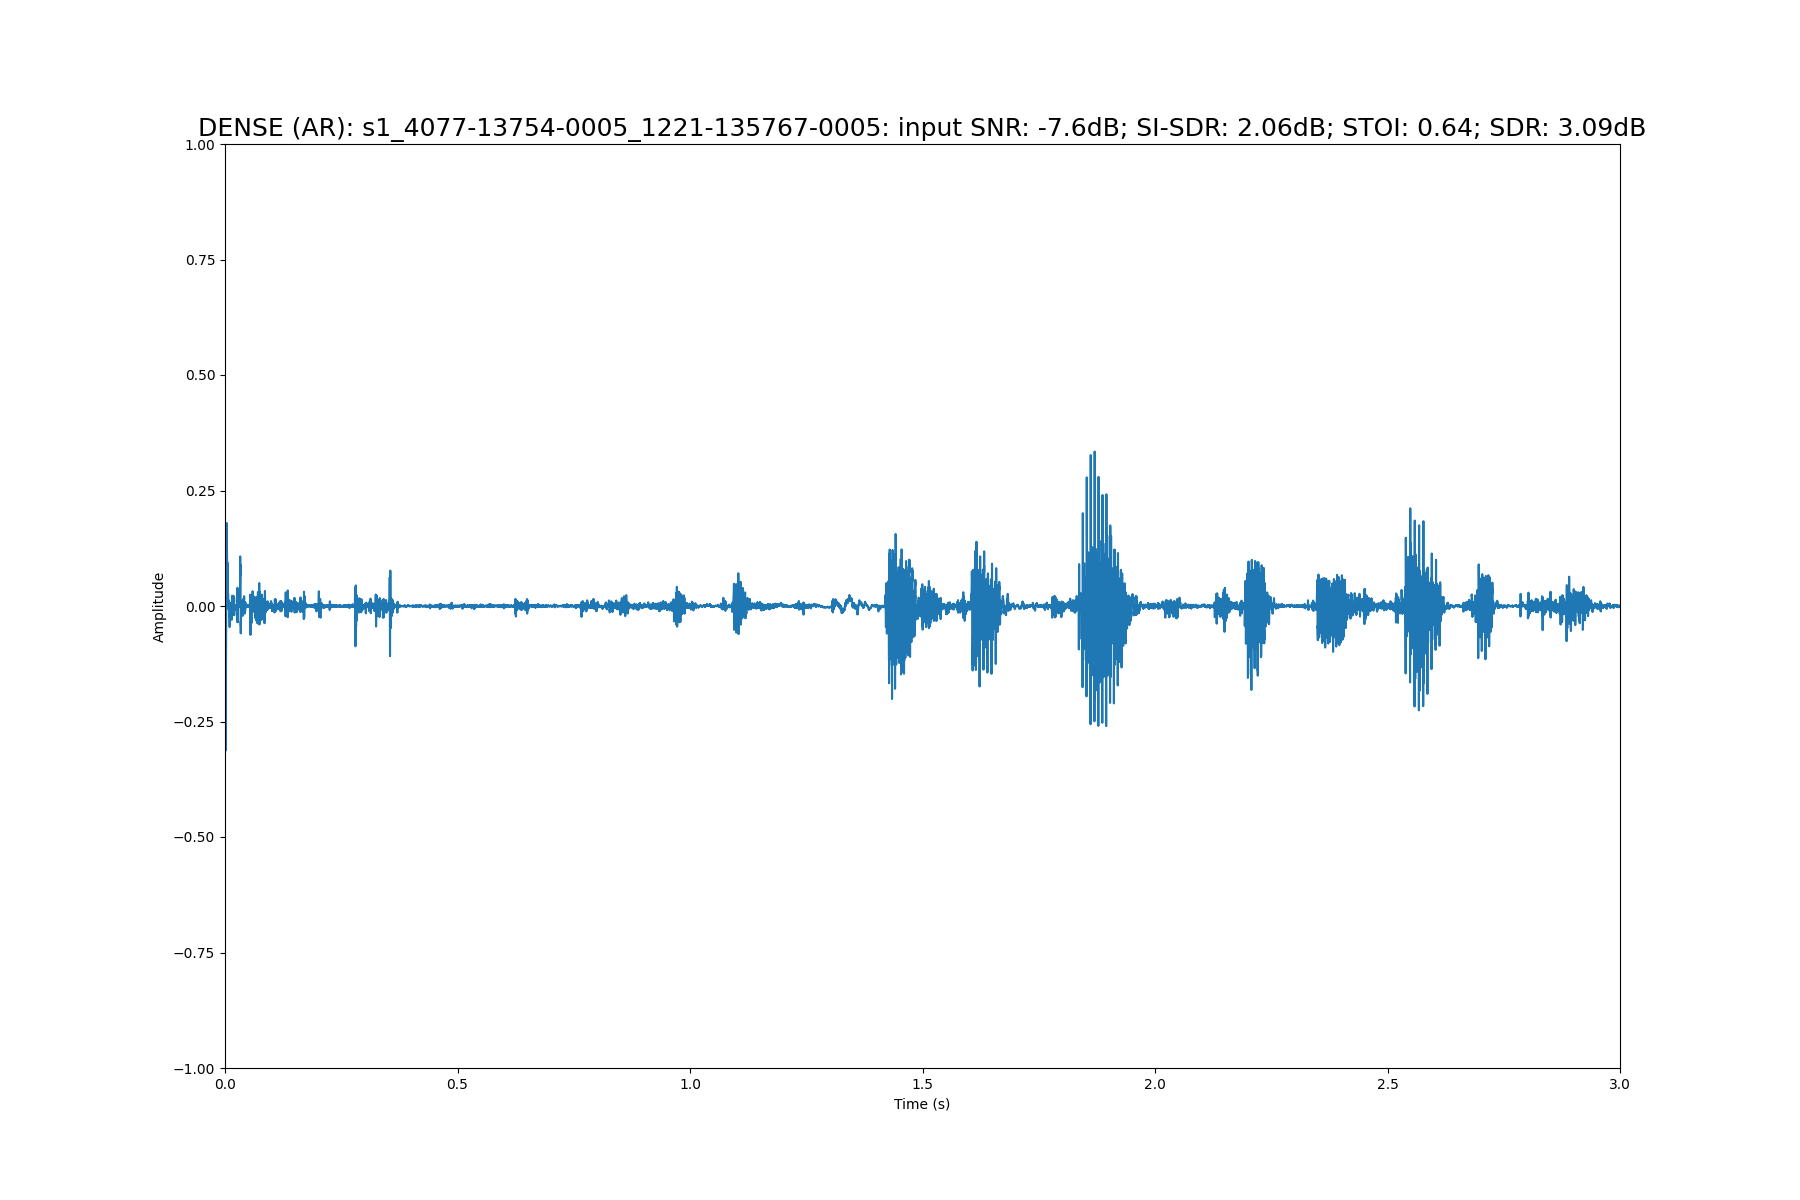 DENSE (AR): s1_4077-13754-0005_1221-135767-0005: input SNR: -7.6dB; SI-SDR: 2.06dB; STOI: 0.64; SDR: 3.09dB
1.00
0.75
0.50
0.25
0.00
−0.25
−0.50
−0.75
−1.00
Amplitude
0.0 0.5 1.0 1.5 2.0 2.5 3.0
Time (s)